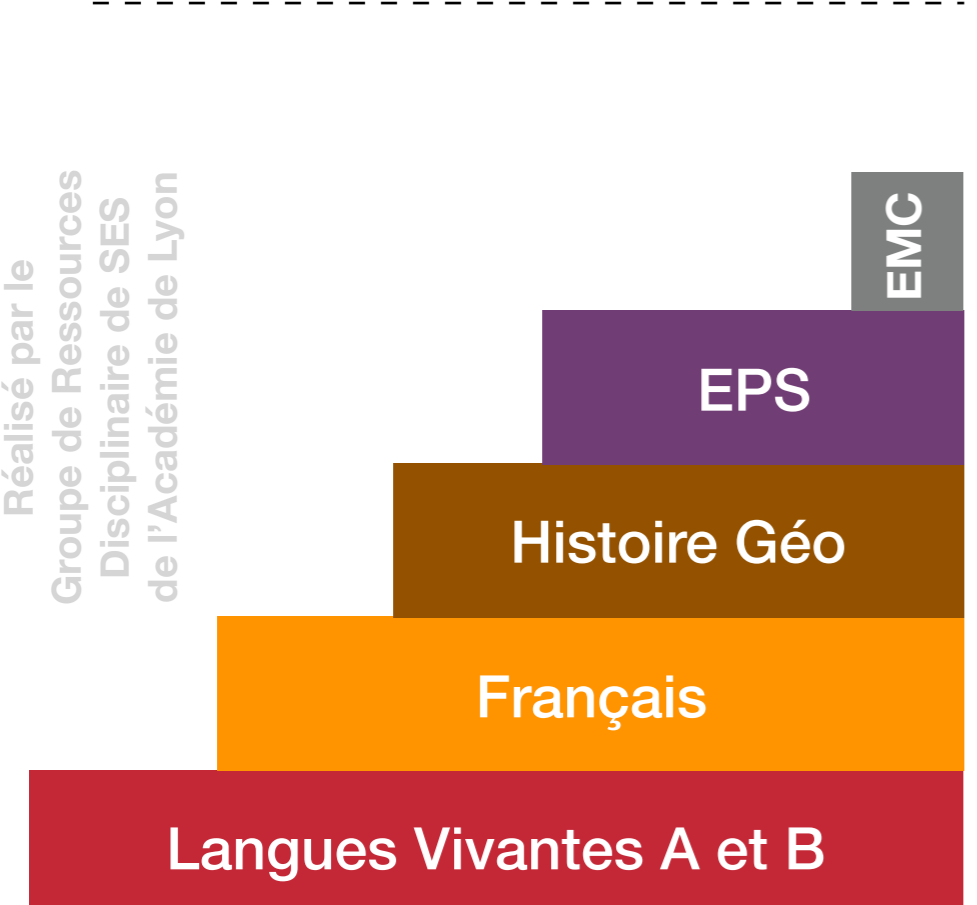 Réalisé par le
Groupe de Ressources
Disciplinaire de SES
de l’Académie de Lyon
EMC
EPS
Histoire Géo
Français
Langues Vivantes A et B